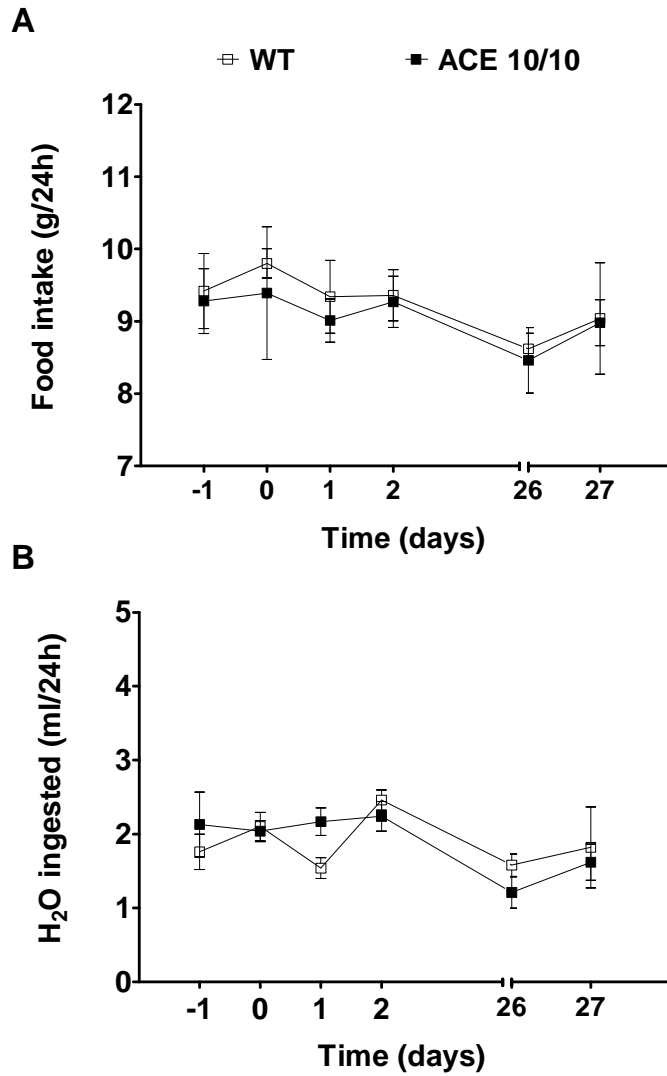 A
WT ACE 10/10
12
11
10
9
8
7
Food intake (g/24h)
-1 0 1 2 26 27
Time (days)
B
5
4
3
2
1
0
H₂O ingested (ml/24h)
-1 0 1 2 26 27
Time (days)